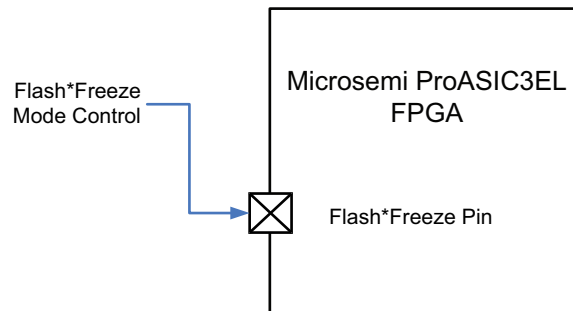 Flash*Freeze
Mode Control
Microsemi ProASIC3EL
FPGA
Flash*Freeze Pin